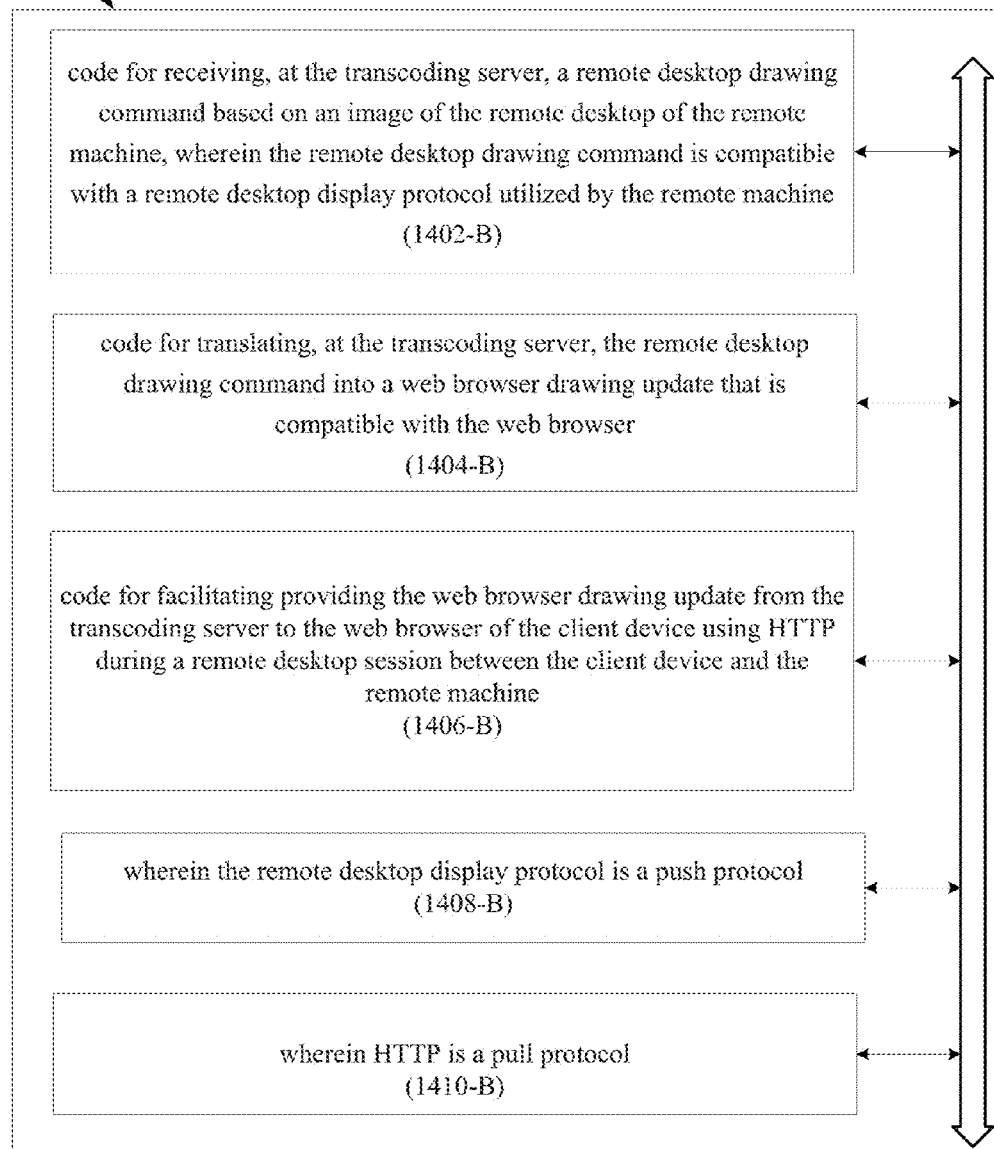 code for receiving, at the transcoding server, a remote desktop drawing
command based on an image of the remote desktop of the remote
machine, wherein the remote desktop drawing command is compatible
with a remote desktop display protocol utilized by the remote machine
(1402-B)
code for translating, at the transcoding server, the remote desktop
drawing command into a web browser drawing update that is
compatible with the web browser
(1404-B)
code for facilitating providing the web browser drawing update from the
transcoding server to the web browser of the client device using HTTP
during a remote desktop session between the client device and the
remote machine
(1406-B)
wherein the remote desktop display protocol is a push protocol
(1408-B)
wherein HTTP is a pull protocol
(1410-B)